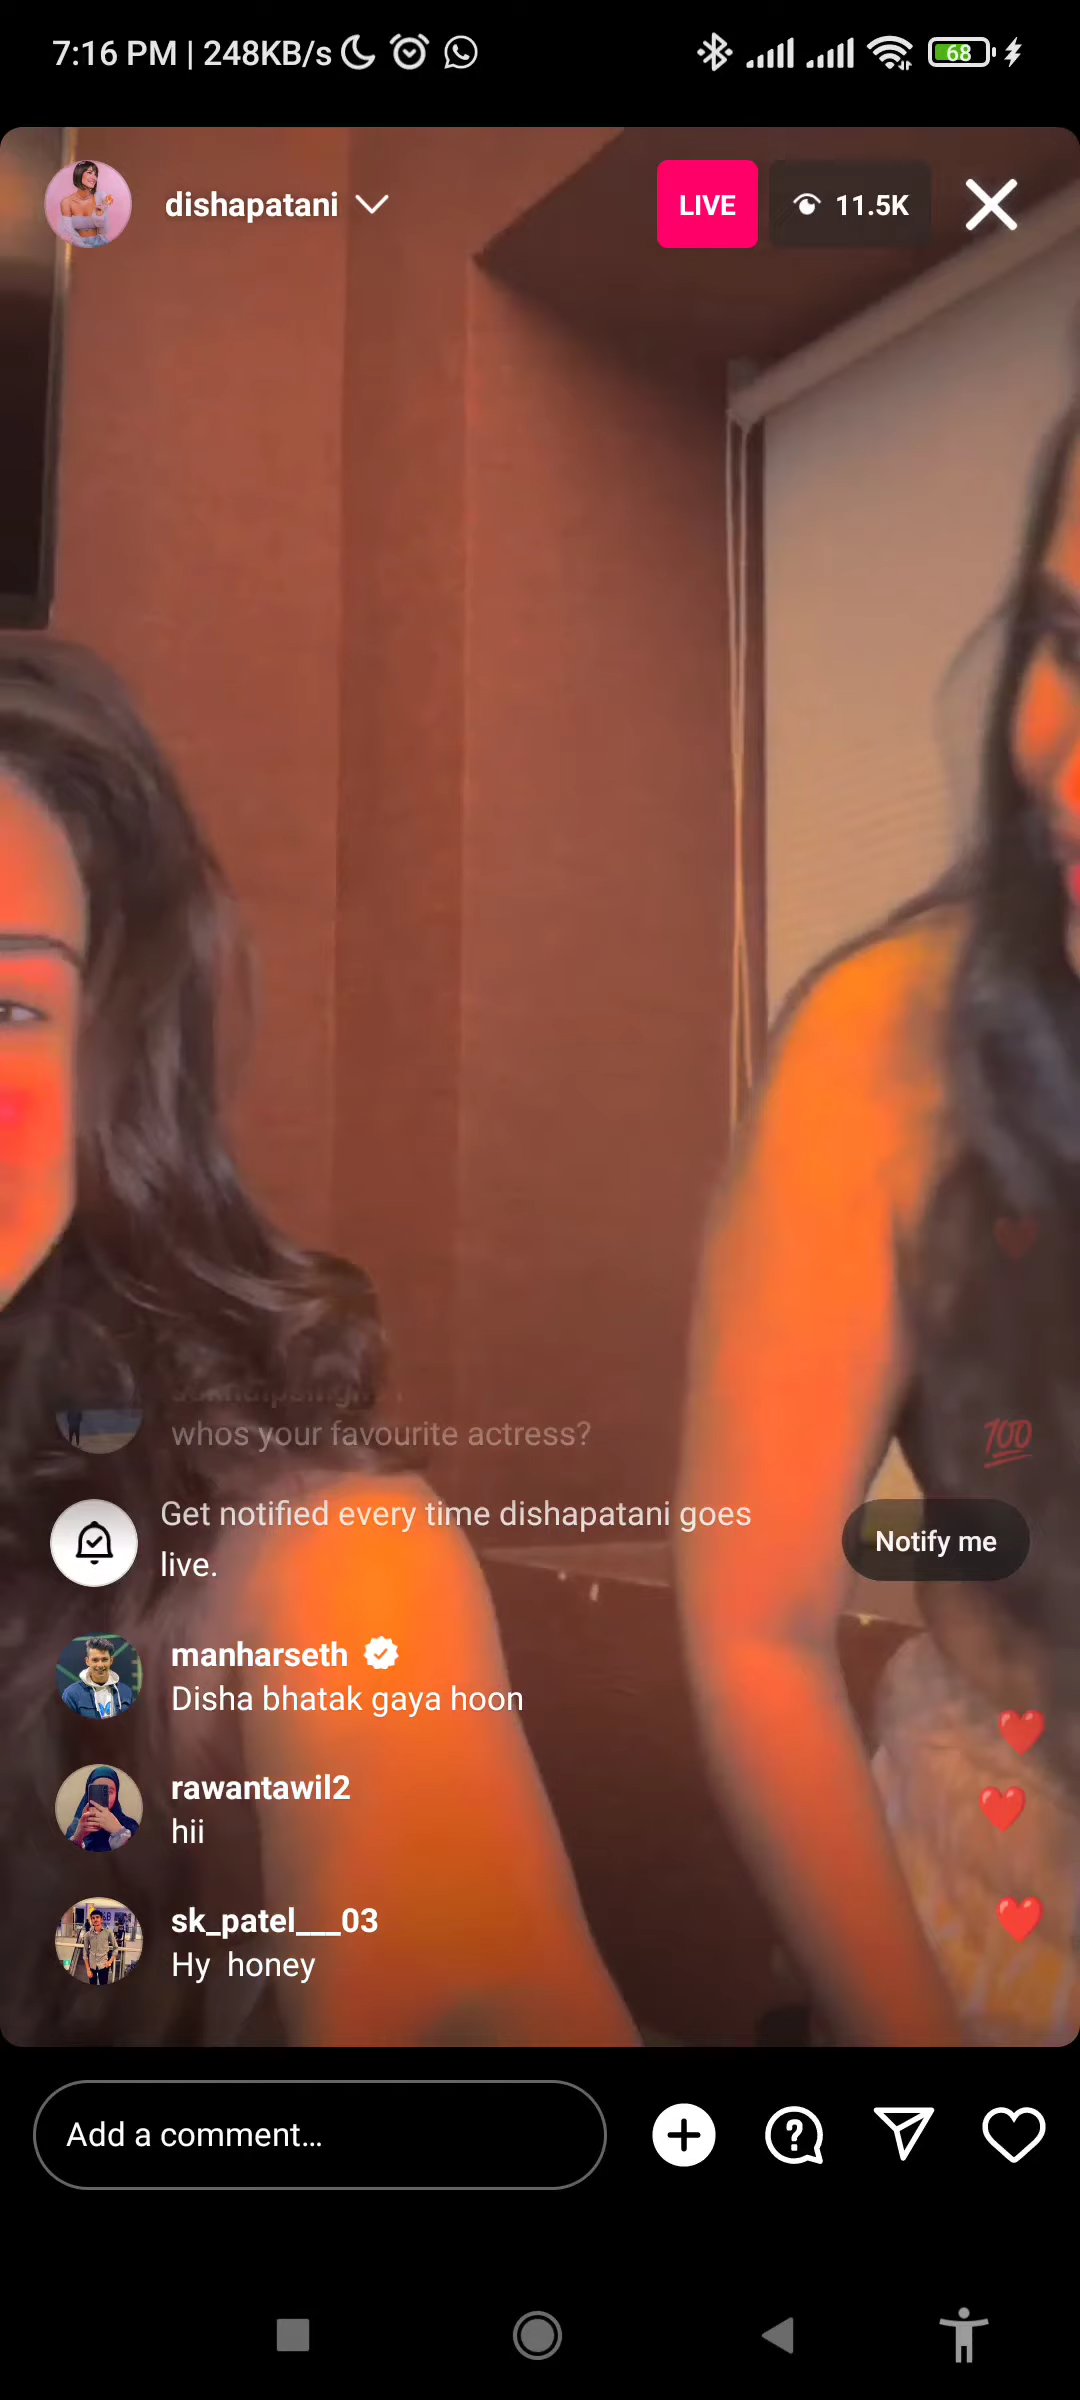 7:16 PM | 248KB/s
68
dishapatani
LIVE
11.5K
whos your favourite actress?
💯
Get notified every time dishapatani goes
live.
Notify me
manharseth
Disha bhatak gaya hoon
rawantawil2
hii
sk_patel___03
Hy  honey
Add a comment...